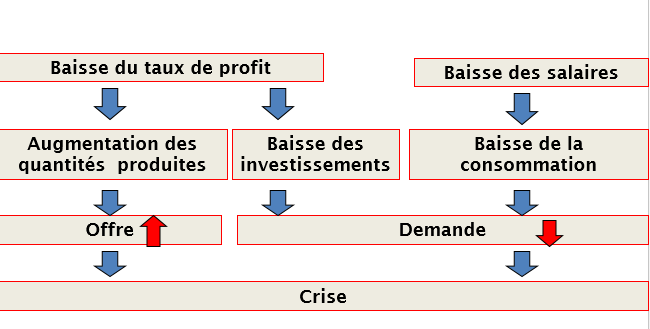 Baisse du taux de profit
Baisse des salaires
Augmentation des
quantités produites
Baisse des
investissements
Baisse de la
consommation
Offre
Demande
Crise